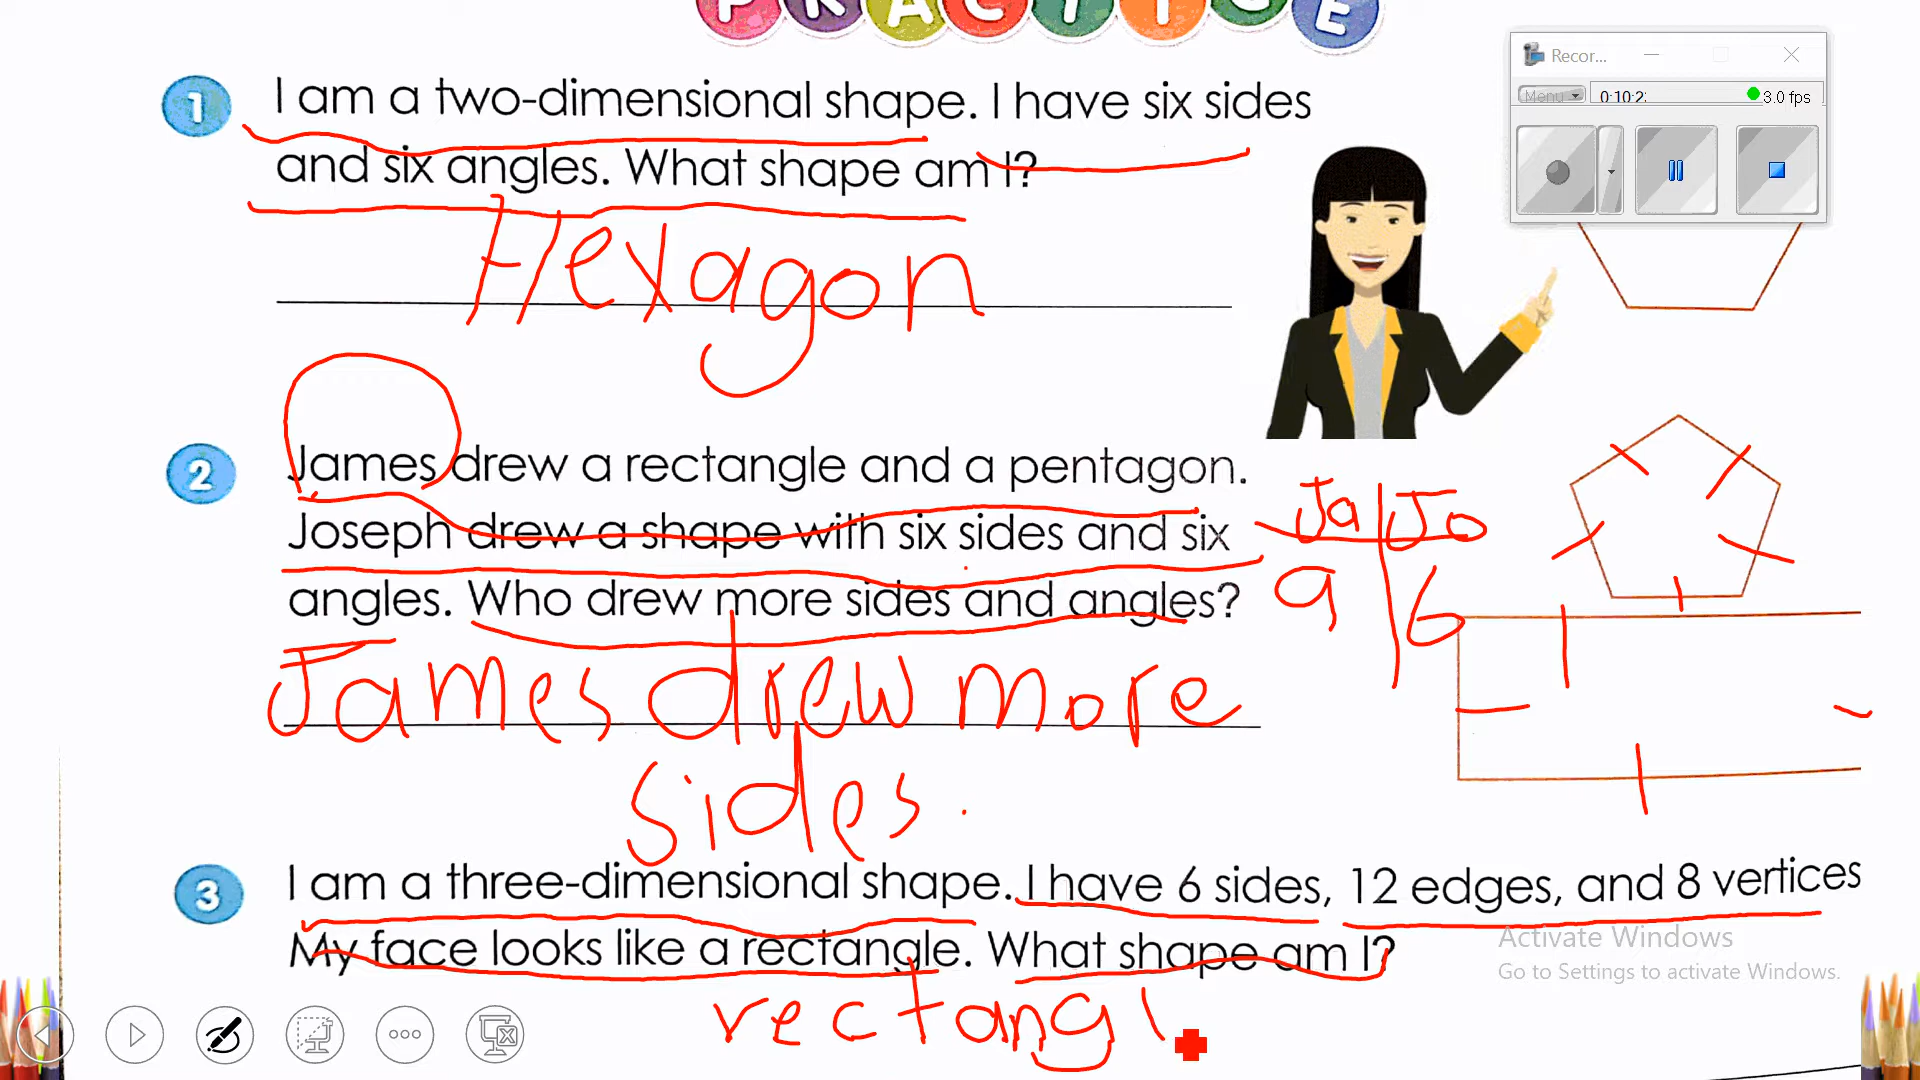 PRACTICE
Recor...
Menu
0:10:2
3.0 fps
1 I am a two-dimensional shape. I have six sides
and six angles. What shape am I?
Hexagon
2 James drew a rectangle and a pentagon.
Joseph drew a shape with six sides and six
angles. Who drew more sides and angles?
Ja Jo
9 6
James drew more
sides.
3 I am a three-dimensional shape. I have 6 sides, 12 edges, and 8 vertices
My face looks like a rectangle. What shape am I?
rectangl
Activate Windows
Go to Settings to activate Windows.